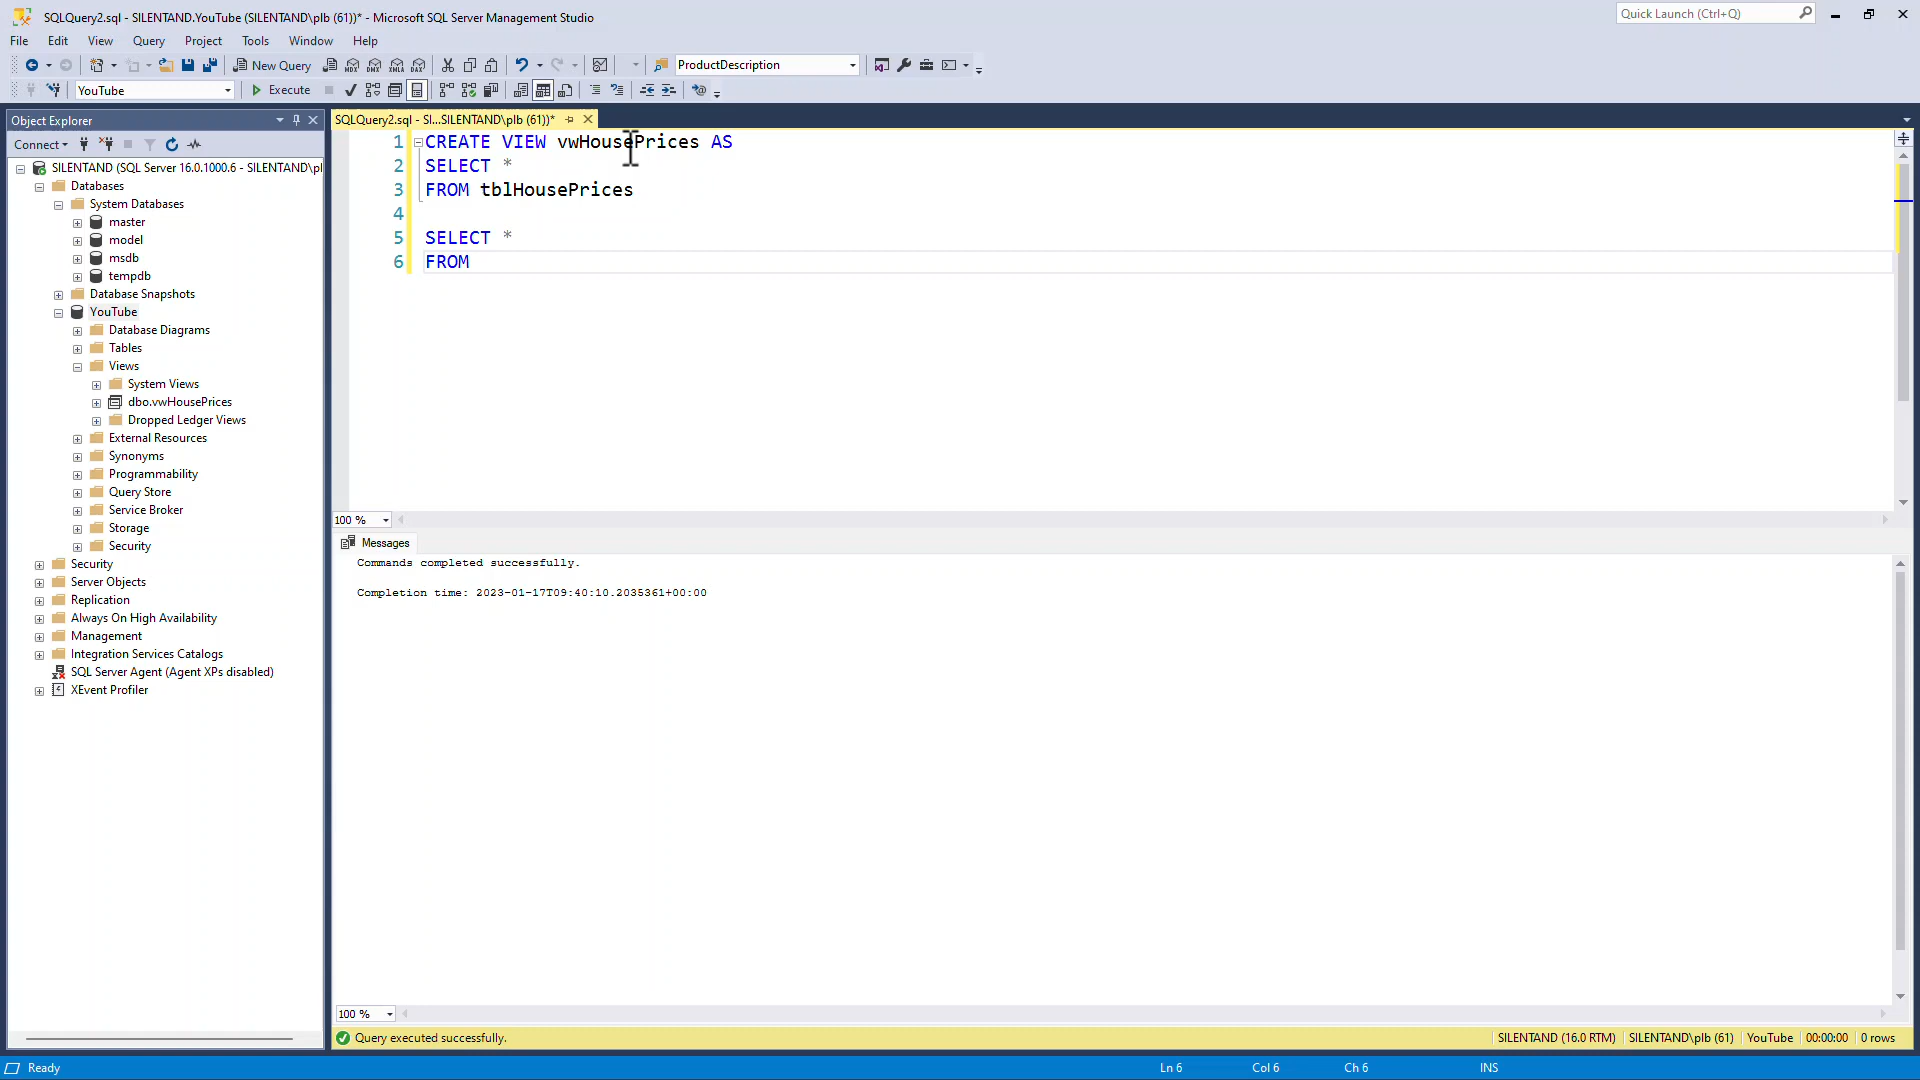 SQLQuery2.sql - SILENTAND.YouTube (SILENTAND\plb (61))* - Microsoft SQL Server Management Studio
Quick Launch (Ctrl+Q)
File Edit View Query Project Tools Window Help
New Query
MDX DMX XMLA DAX
ProductDescription
YouTube
Execute
Object Explorer
SQLQuery2.sql - SI...SILENTAND\plb (61))*
Connect
SILENTAND (SQL Server 16.0.1000.6 - SILENTAND\pl
Databases
System Databases
master
model
msdb
tempdb
Database Snapshots
YouTube
Database Diagrams
Tables
Views
System Views
dbo.vwHousePrices
Dropped Ledger Views
External Resources
Synonyms
Programmability
Query Store
Service Broker
Storage
Security
Security
Server Objects
Replication
Always On High Availability
Management
Integration Services Catalogs
SQL Server Agent (Agent XPs disabled)
XEvent Profiler
1 CREATE VIEW vwHousePrices AS
2 SELECT *
3 FROM tblHousePrices
4
5 SELECT *
6 FROM
100 %
Messages
Commands completed successfully.
Completion time: 2023-01-17T09:40:10.2035361+00:00
100 %
Query executed successfully.
SILENTAND (16.0 RTM) SILENTAND\plb (61) YouTube 00:00:00 0 rows
Ready
Ln 6 Col 6 Ch 6 INS